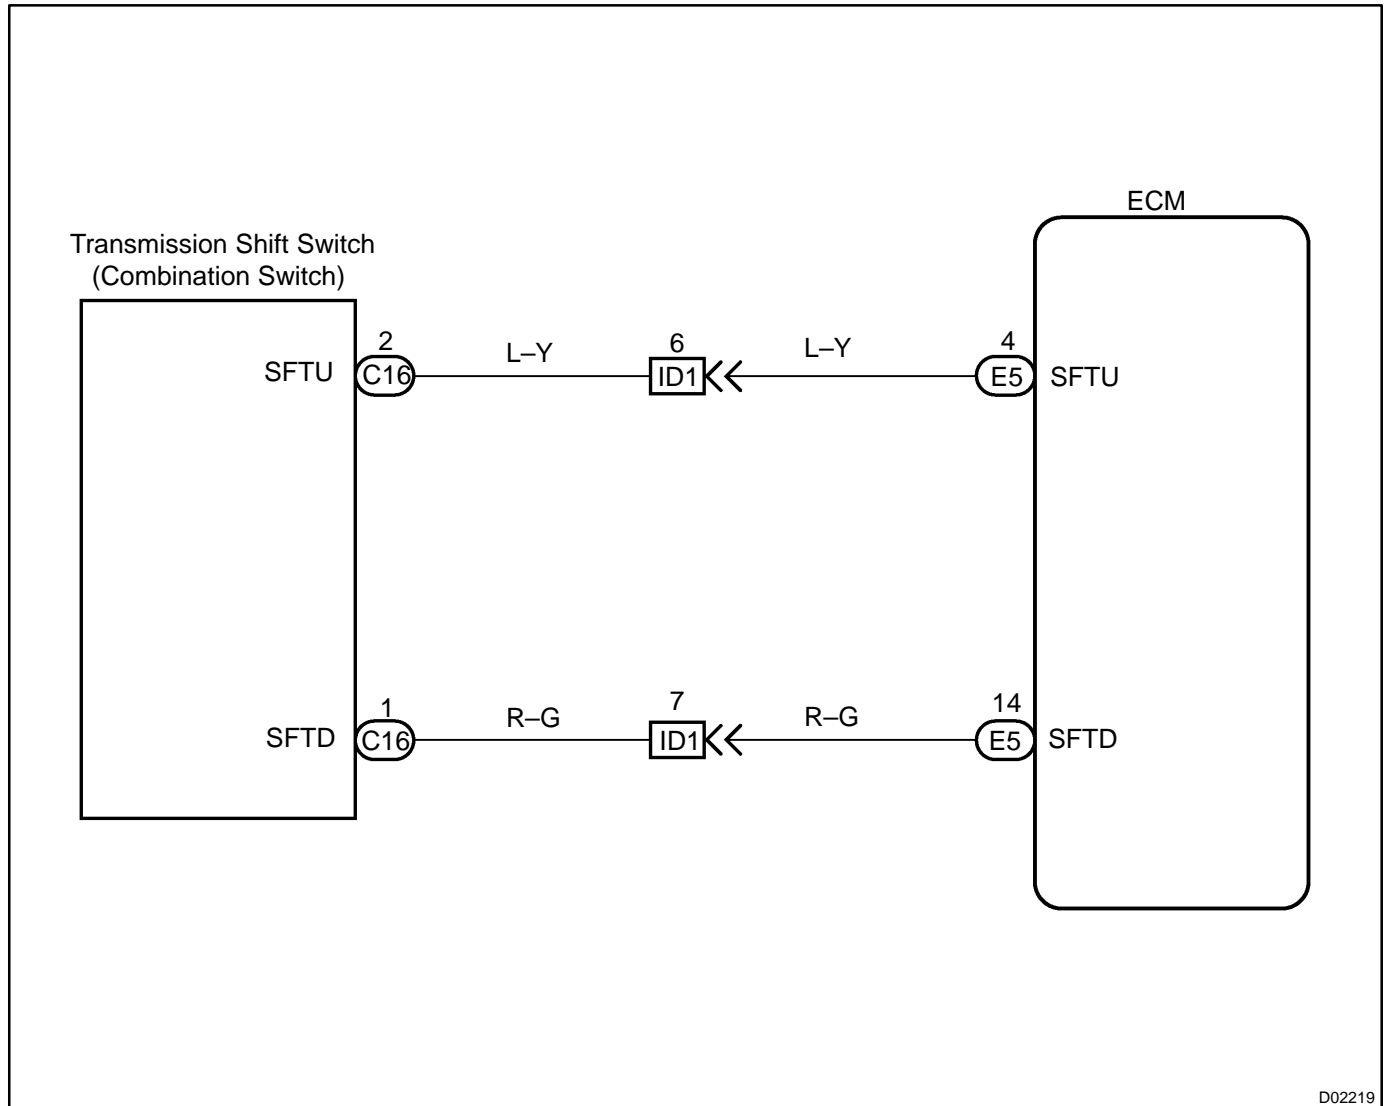 ECM
Transmission Shift Switch
(Combination Switch)
SFTU
2
C16
L–Y
6
ID1
L–Y
4
E5
SFTU
SFTD
1
C16
R–G
7
ID1
R–G
14
E5
SFTD
D02219